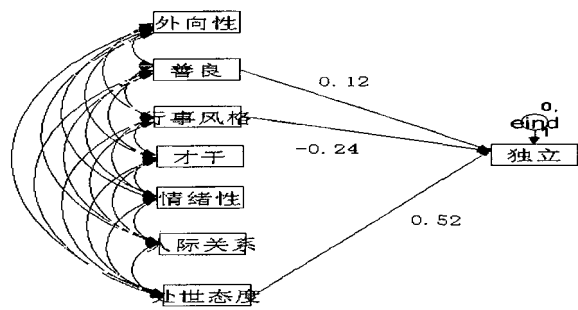 外向性
善良
0.12
行事风格
0.
eind
1
-0.24
才干
独立
情绪性
0.52
人际关系
处世态度